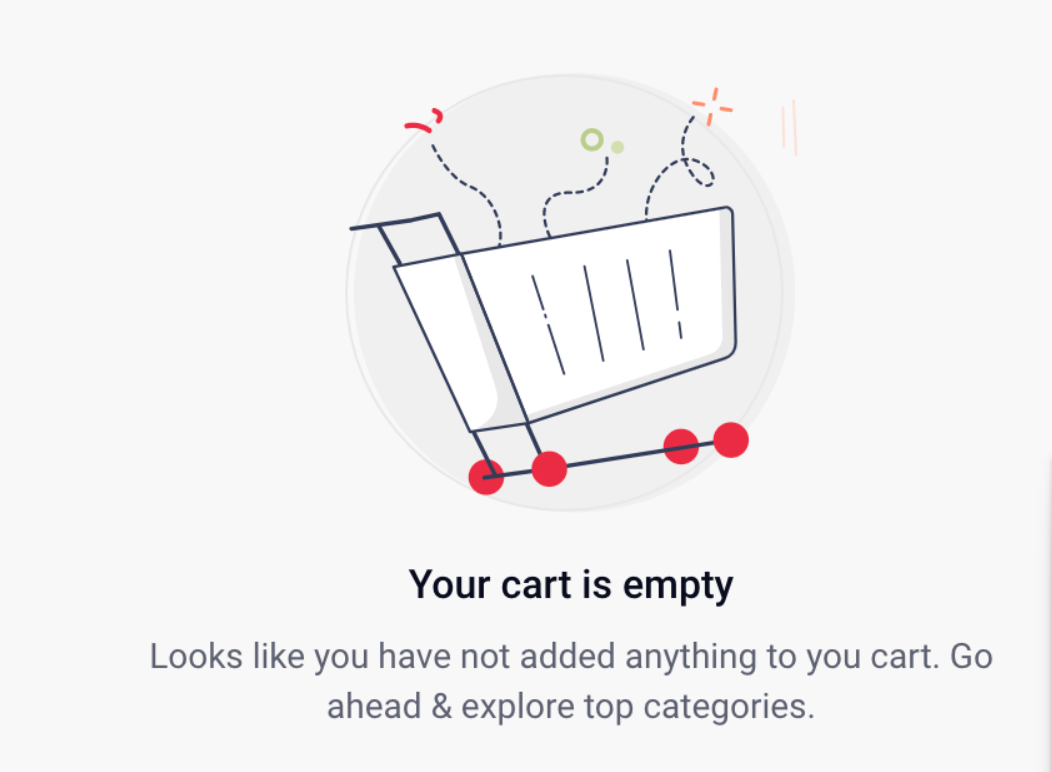 Your cart is empty
Looks like you have not added anything to you cart. Go
ahead & explore top categories.